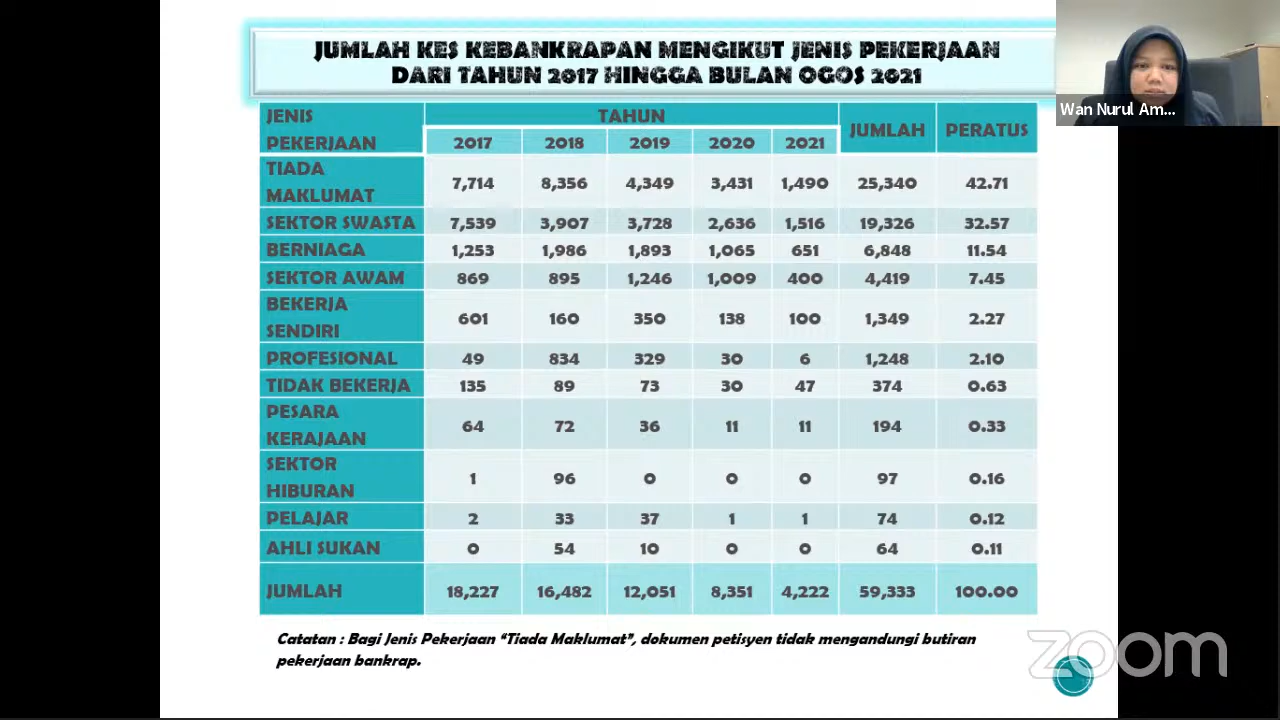 JUMLAH KES KEBANKRAPAN MENGIKUT JENIS PEKERJAAN
DARI TAHUN 2017 HINGGA BULAN OGOS 2021
Wan Nurul Am...
JENIS PEKERJAAN TAHUN JUMLAH PERATUS
2017 2018 2019 2020 2021
TIADA MAKLUMAT 7,714 8,356 4,349 3,431 1,490 25,340 42.71
SEKTOR SWASTA 7,539 3,907 3,728 2,636 1,516 19,326 32.57
BERNIAGA 1,253 1,986 1,893 1,065 651 6,848 11.54
SEKTOR AWAM 869 895 1,246 1,009 400 4,419 7.45
BEKERJA SENDIRI 601 160 350 138 100 1,349 2.27
PROFESIONAL 49 834 329 30 6 1,248 2.10
TIDAK BEKERJA 135 89 73 30 47 374 0.63
PESARA KERAJAAN 64 72 36 11 11 194 0.33
SEKTOR HIBURAN 1 96 0 0 0 97 0.16
PELAJAR 2 33 37 1 1 74 0.12
AHLI SUKAN 0 54 10 0 0 64 0.11
JUMLAH 18,227 16,482 12,051 8,351 4,222 59,333 100.00
Catatan : Bagi Jenis Pekerjaan “Tiada Maklumat”, dokumen petisyen tidak mengandungi butiran
pekerjaan bankrap.
zoom